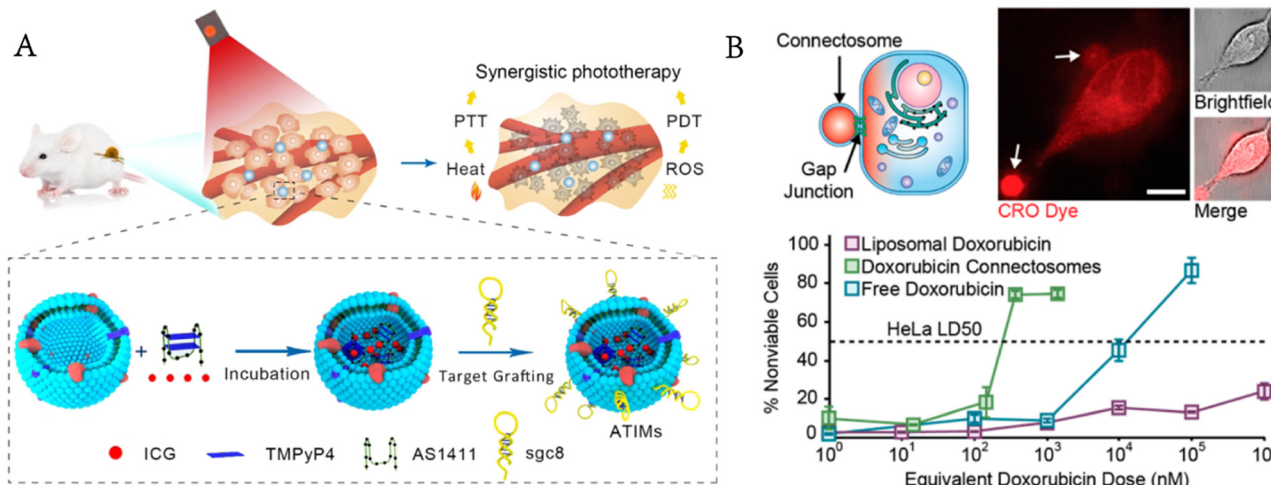 A
Synergistic phototherapy
PTT
PDT
Heat
ROS
Incubation
Target Grafting
ATIMs
ICG
TMPyP4
AS1411
sgc8
B
Connectosome
Gap
Junction
CRO Dye
Brightfield
Merge
100
80
60
40
20
0
% Nonviable Cells
Liposomal Doxorubicin
Doxorubicin Connectosomes
Free Doxorubicin
HeLa LD50
10⁰
10¹
10²
10³
10⁴
10⁵
Equivalent Doxorubicin Dose (nM)